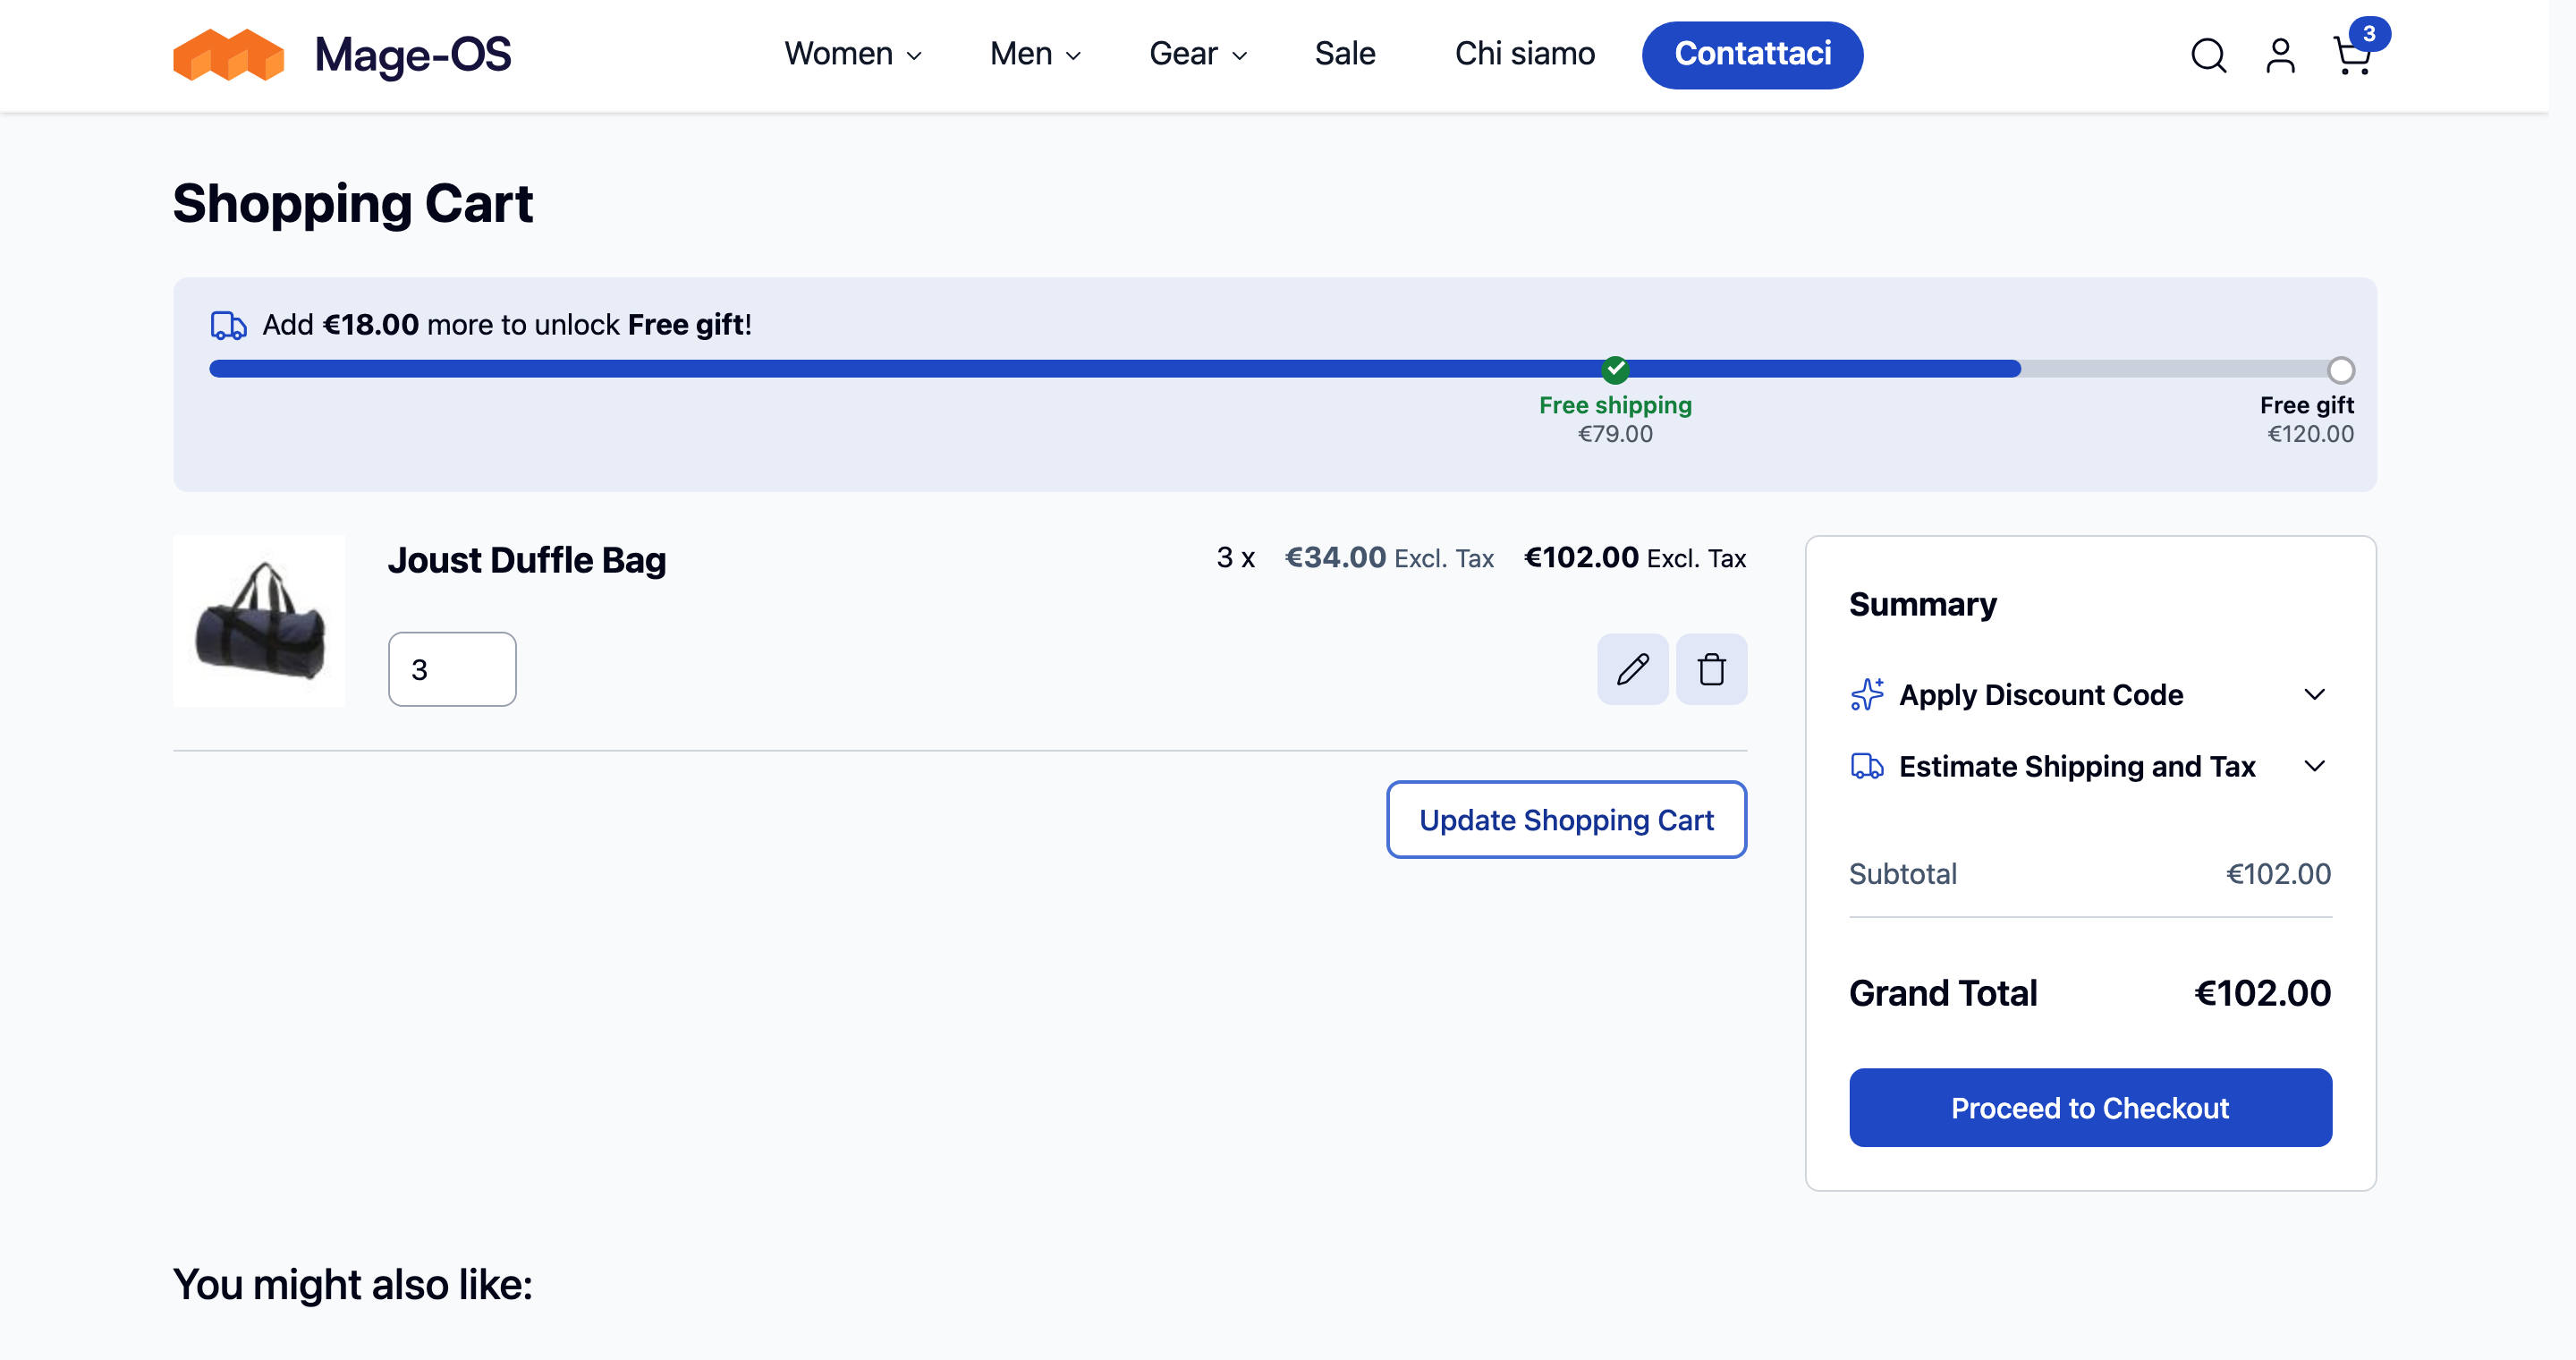 Mage-OS
Women Men Gear Sale Chi siamo Contattaci 3
Shopping Cart
Add €18.00 more to unlock Free gift!
Free shipping Free gift
€79.00 €120.00
Joust Duffle Bag 3 x €34.00 Excl. Tax €102.00 Excl. Tax
3
Update Shopping Cart
Summary
Apply Discount Code
Estimate Shipping and Tax
Subtotal €102.00
Grand Total €102.00
Proceed to Checkout
You might also like: